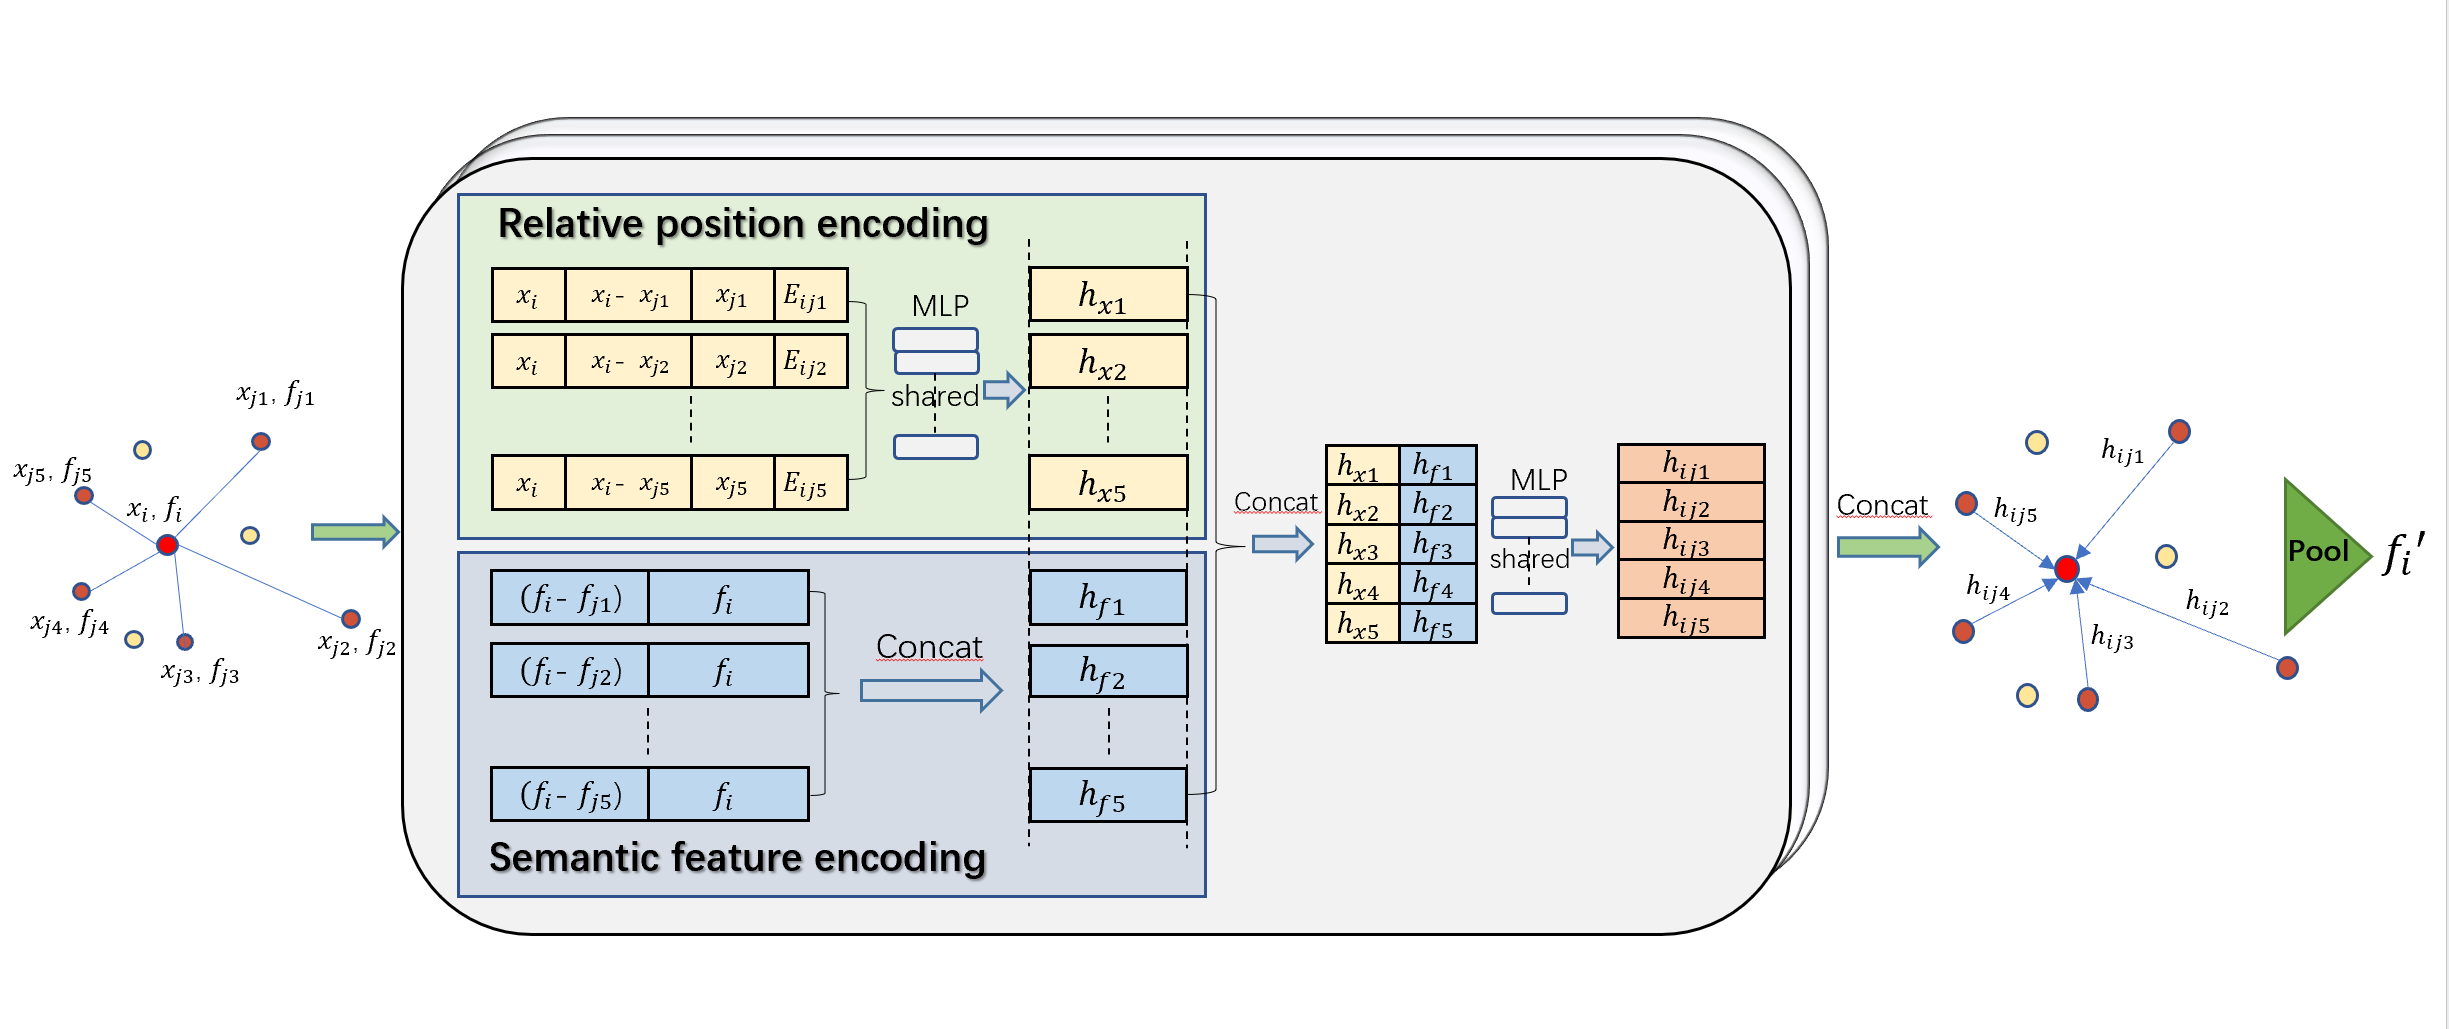 x_{j1}, f_{j1}
x_{j5}, f_{j5}
x_i, f_i
x_{j4}, f_{j4}
x_{j3}, f_{j3}
x_{j2}, f_{j2}
Relative position encoding
x_i x_i - x_{j1} x_{j1} E_{ij1}
x_i x_i - x_{j2} x_{j2} E_{ij2}
x_i x_i - x_{j5} x_{j5} E_{ij5}
MLP
shared
h_{x1}
h_{x2}
h_{x5}
(f_i - f_{j1}) f_i
(f_i - f_{j2}) f_i
(f_i - f_{j5}) f_i
Concat
h_{f1}
h_{f2}
h_{f5}
Semantic feature encoding
Concat
h_{x1} h_{f1}
h_{x2} h_{f2}
h_{x3} h_{f3}
h_{x4} h_{f4}
h_{x5} h_{f5}
MLP
shared
h_{ij1}
h_{ij2}
h_{ij3}
h_{ij4}
h_{ij5}
Concat
h_{ij1}
h_{ij5}
h_{ij4}
h_{ij2}
h_{ij3}
Pool
f_i'